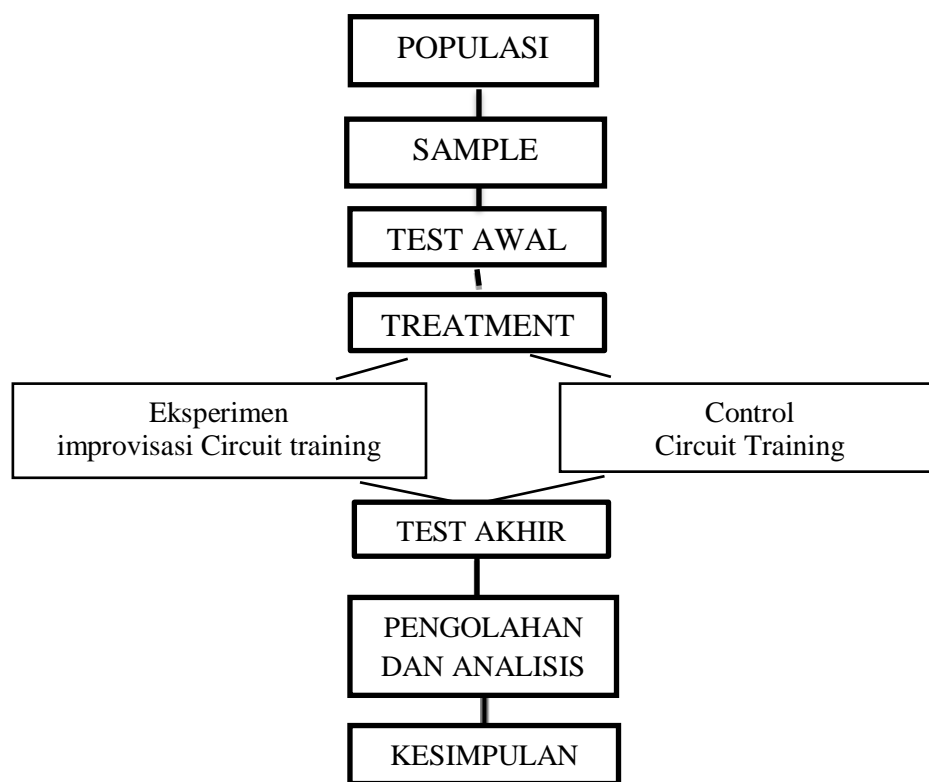 POPULASI
SAMPLE
TEST AWAL
TREATMENT
Eksperimen
improvisasi Circuit training
Control
Circuit Training
TEST AKHIR
PENGOLAHAN
DAN ANALISIS
KESIMPULAN